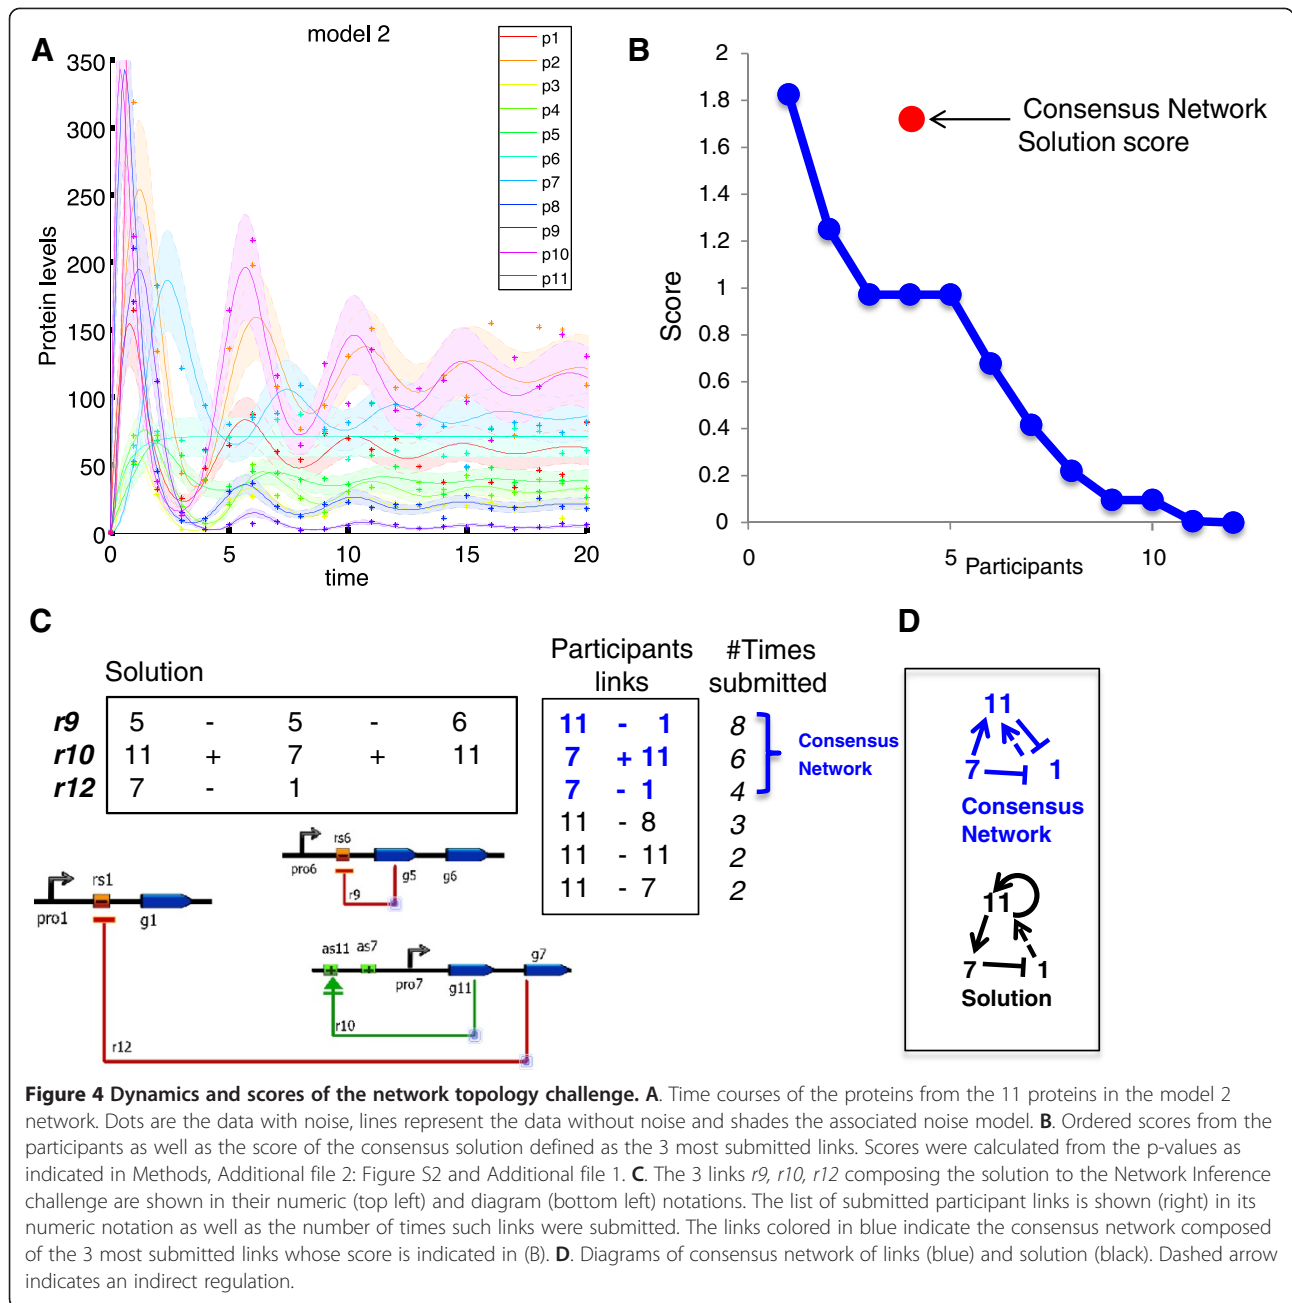 A
model 2
350
300
250
200
150
100
50
0
Protein levels
0 5 10 15 20
time
p1
p2
p3
p4
p5
p6
p7
p8
p9
p10
p11
B
2
1.8
1.6
1.4
1.2
1
0.8
0.6
0.4
0.2
0
Score
0 5 10
Participants
Consensus Network
Solution score
C
Solution
r9 5 - 5 - 6
r10 11 + 7 + 11
r12 7 - 1
Participants
links
#Times
submitted
11 - 1 8
7 + 11 6
7 - 1 4
11 - 8 3
11 - 11 2
11 - 7 2
Consensus
Network
pro6 rs6 g5 g6
r9
pro1 rs1 g1
as11 as7 pro7 g11 g7
r10
r12
D
11
7 1
Consensus
Network
11
7 1
Solution
Figure 4 Dynamics and scores of the network topology challenge. A. Time courses of the proteins from the 11 proteins in the model 2
network. Dots are the data with noise, lines represent the data without noise and shades the associated noise model. B. Ordered scores from the
participants as well as the score of the consensus solution defined as the 3 most submitted links. Scores were calculated from the p-values as
indicated in Methods, Additional file 2: Figure S2 and Additional file 1. C. The 3 links r9, r10, r12 composing the solution to the Network Inference
challenge are shown in their numeric (top left) and diagram (bottom left) notations. The list of submitted participant links is shown (right) in its
numeric notation as well as the number of times such links were submitted. The links colored in blue indicate the consensus network composed
of the 3 most submitted links whose score is indicated in (B). D. Diagrams of consensus network of links (blue) and solution (black). Dashed arrow
indicates an indirect regulation.